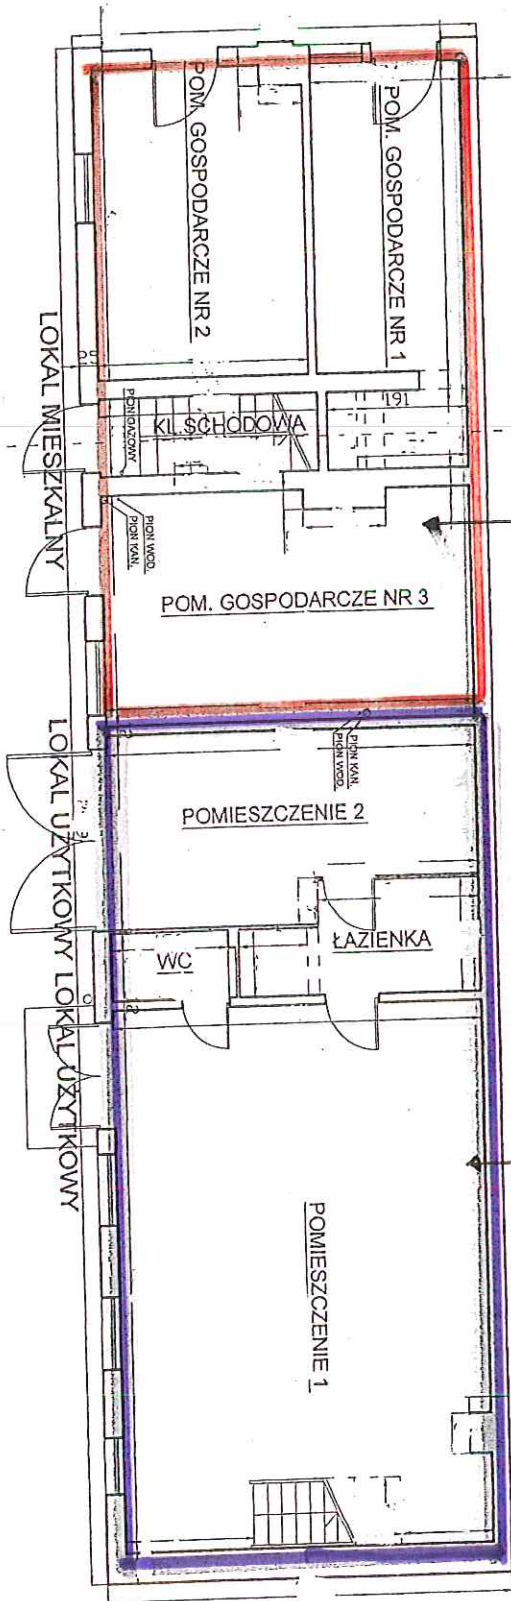 POM. GOSPODARCZE NR 2
POM. GOSPODARCZE NR 1
LOKAL MIESZKALNY
PION GAZOWY
KL.SCHODOWA
191
PION WOD.
PION KAN.
POM. GOSPODARCZE NR 3
LOKAL UŻYTKOWY
PION KAN.
PION WOD.
POMIESZCZENIE 2
WC
ŁAZIENKA
LOKAL UŻYTKOWY
POMIESZCZENIE 1